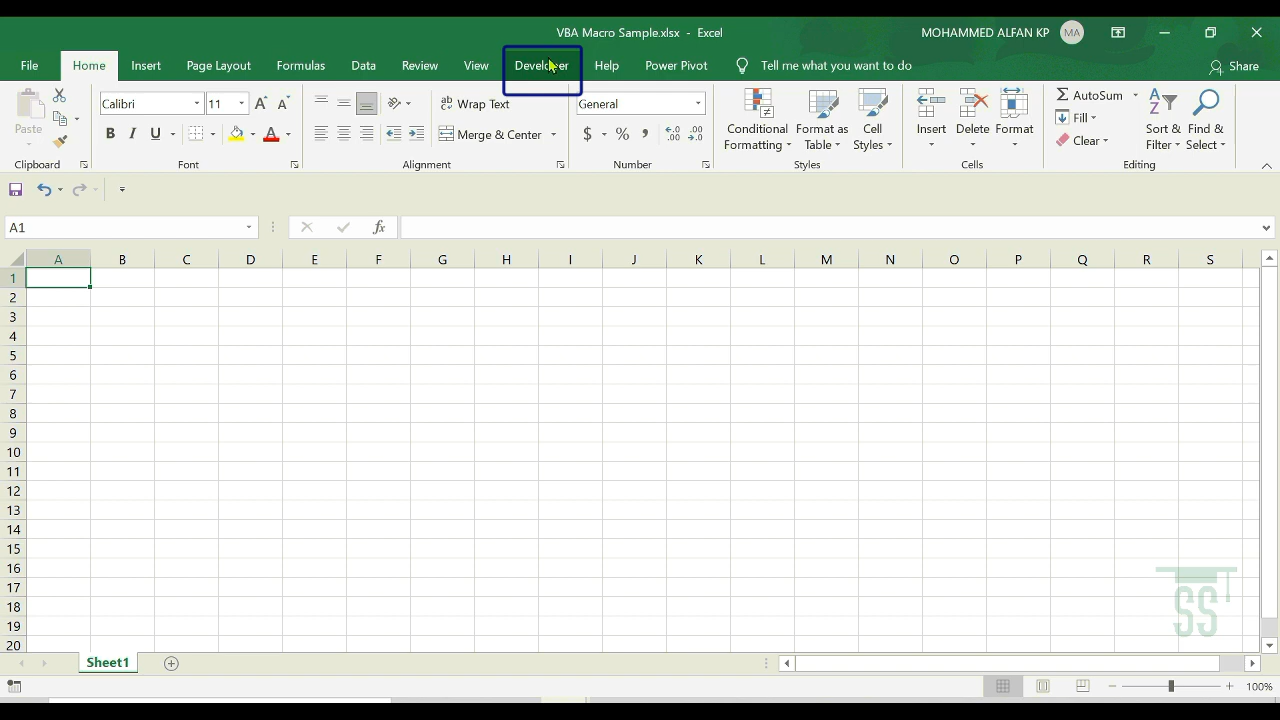 VBA Macro Sample.xlsx - Excel
MOHAMMED ALFAN KP
MA
File
Home
Insert
Page Layout
Formulas
Data
Review
View
Developer
Help
Power Pivot
Tell me what you want to do
Share
Paste
Clipboard
Calibri
11
A
A
B
I
U
A
Font
ab
Wrap Text
Merge & Center
Alignment
General
$
%
Number
Conditional
Formatting
Format as
Table
Cell
Styles
Styles
Insert
Delete
Format
Cells
AutoSum
Fill
Clear
Sort &
Filter
Find &
Select
Editing
A1
fx
A B C D E F G H I J K L M N O P Q R S
1
2
3
4
5
6
7
8
9
10
11
12
13
14
15
16
17
18
19
20
SS
Sheet1
100%